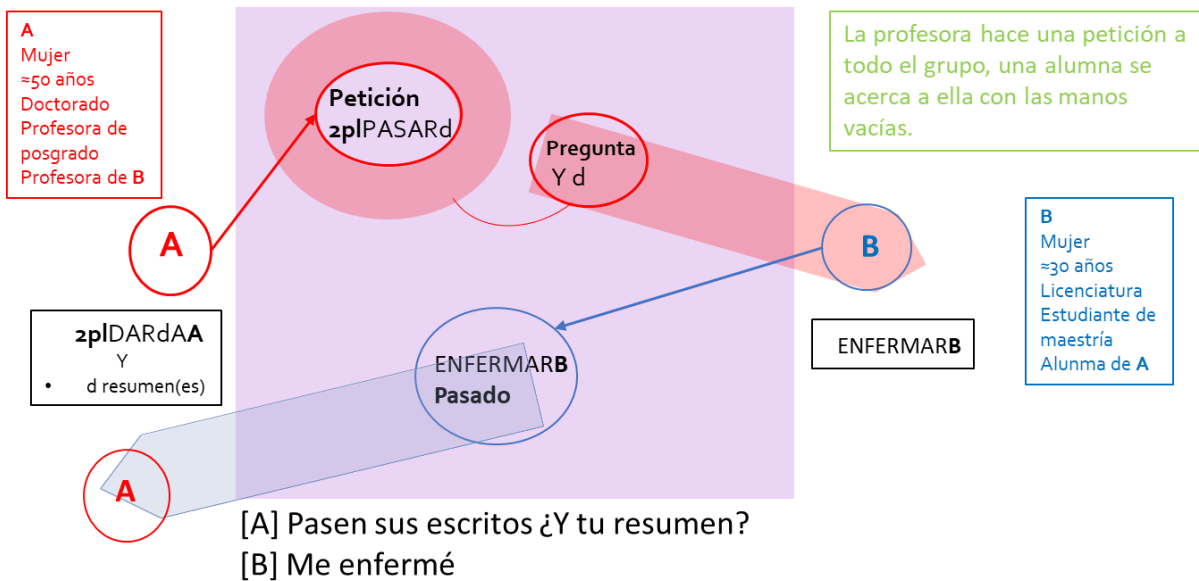 A
Mujer
≈50 años
Doctorado
Profesora de
posgrado
Profesora de B
Petición
2plPASARd
Pregunta
Y d
La profesora hace una petición a
todo el grupo, una alumna se
acerca a ella con las manos
vacías.
A
B
B
Mujer
≈30 años
Licenciatura
Estudiante de
maestría
Alunma de A
2plDARdAA
Y
• d resumen(es)
ENFERMARB
Pasado
ENFERMARB
A
[A] Pasen sus escritos ¿Y tu resumen?
[B] Me enfermé